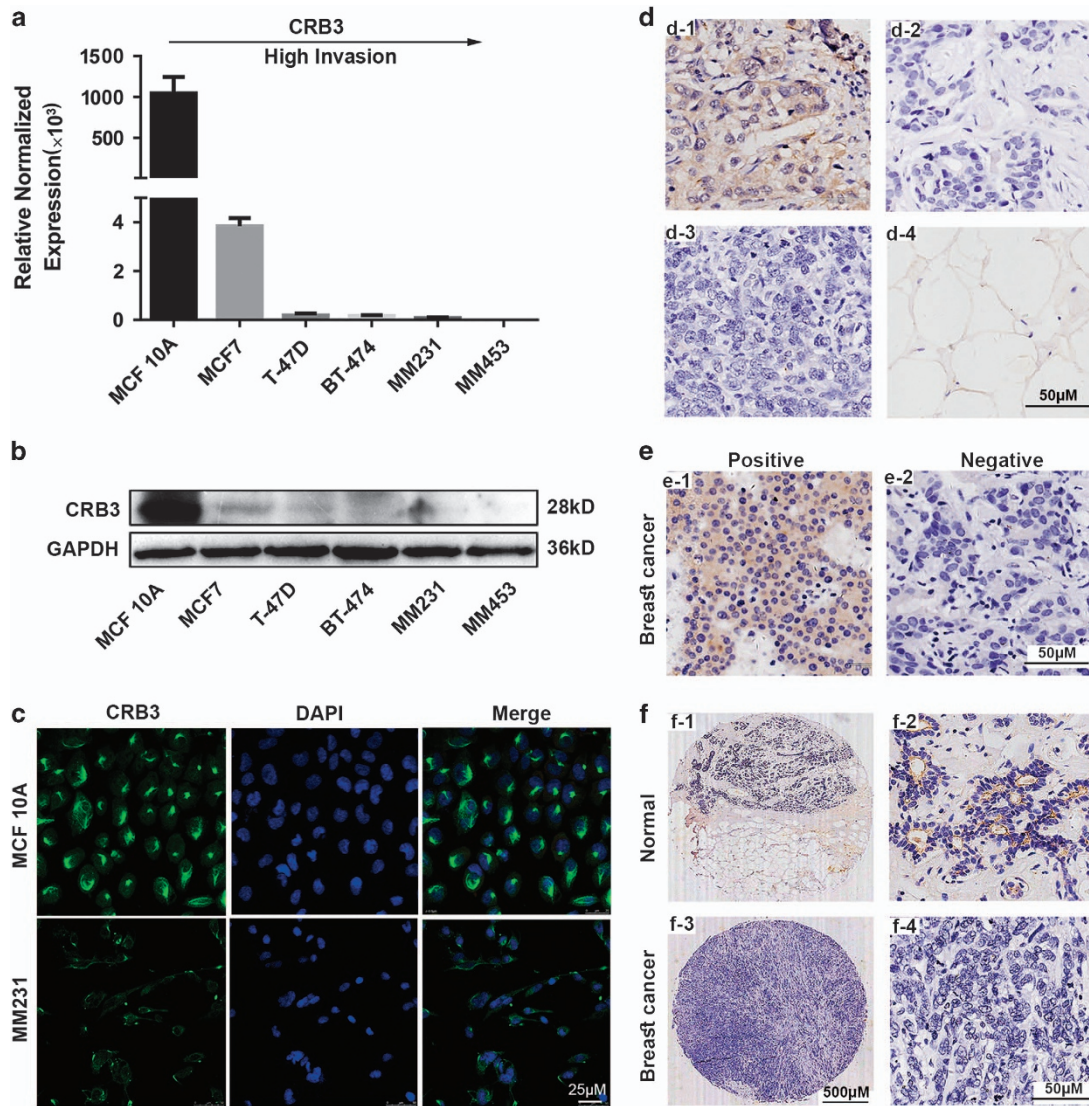 a
CRB3
High Invasion
Relative Normalized
Expression(×10³)
1500
1000
500
4
2
0
MCF 10A
MCF7
T-47D
BT-474
MM231
MM453
b
CRB3
28kD
GAPDH
36kD
MCF 10A
MCF7
T-47D
BT-474
MM231
MM453
c
CRB3 DAPI Merge
MCF 10A
MM231
25μM
d
d-1
d-2
d-3
d-4
50μM
e
Positive Negative
e-1
e-2
Breast cancer
50μM
f
f-1
f-2
Normal
f-3
f-4
Breast cancer
500μM
50μM